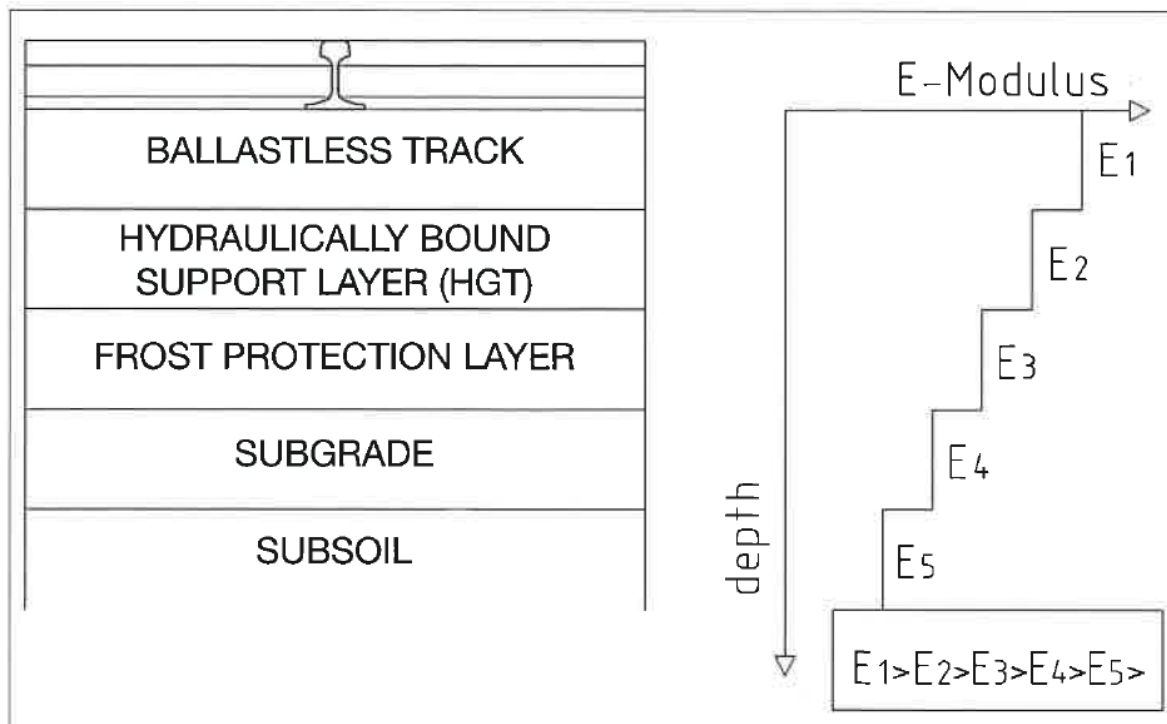 BALLASTLESS TRACK
HYDRAULICALLY BOUND
SUPPORT LAYER (HGT)
FROST PROTECTION LAYER
SUBGRADE
SUBSOIL
E-Modulus
E1
E2
E3
E4
E5
depth
E1>E2>E3>E4>E5>